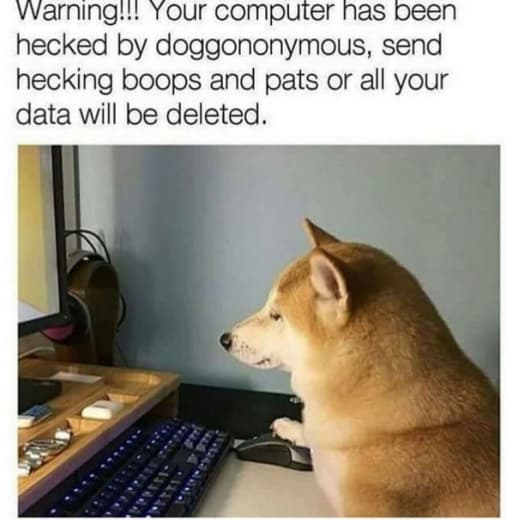 Warning!!! Your computer has been
hecked by doggononymous, send
hecking boops and pats or all your
data will be deleted.